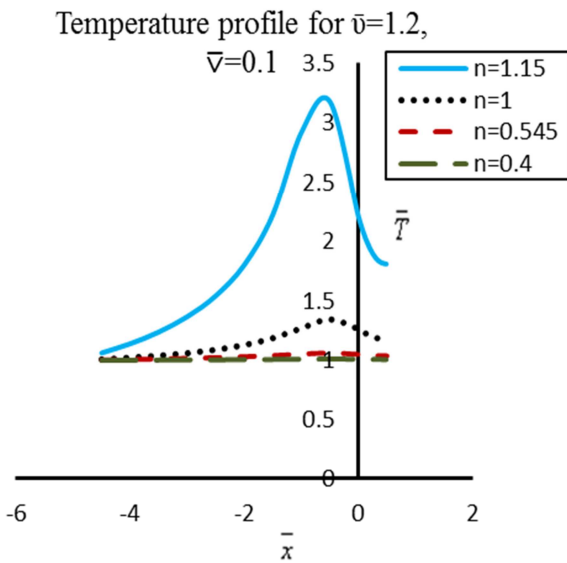 Temperature profile for ῡ=1.2,
v̅=0.1
3.5
3
2.5
2
1.5
1
0.5
0
n=1.15
n=1
n=0.545
n=0.4
T̅
-6 -4 -2 0 2
x̅